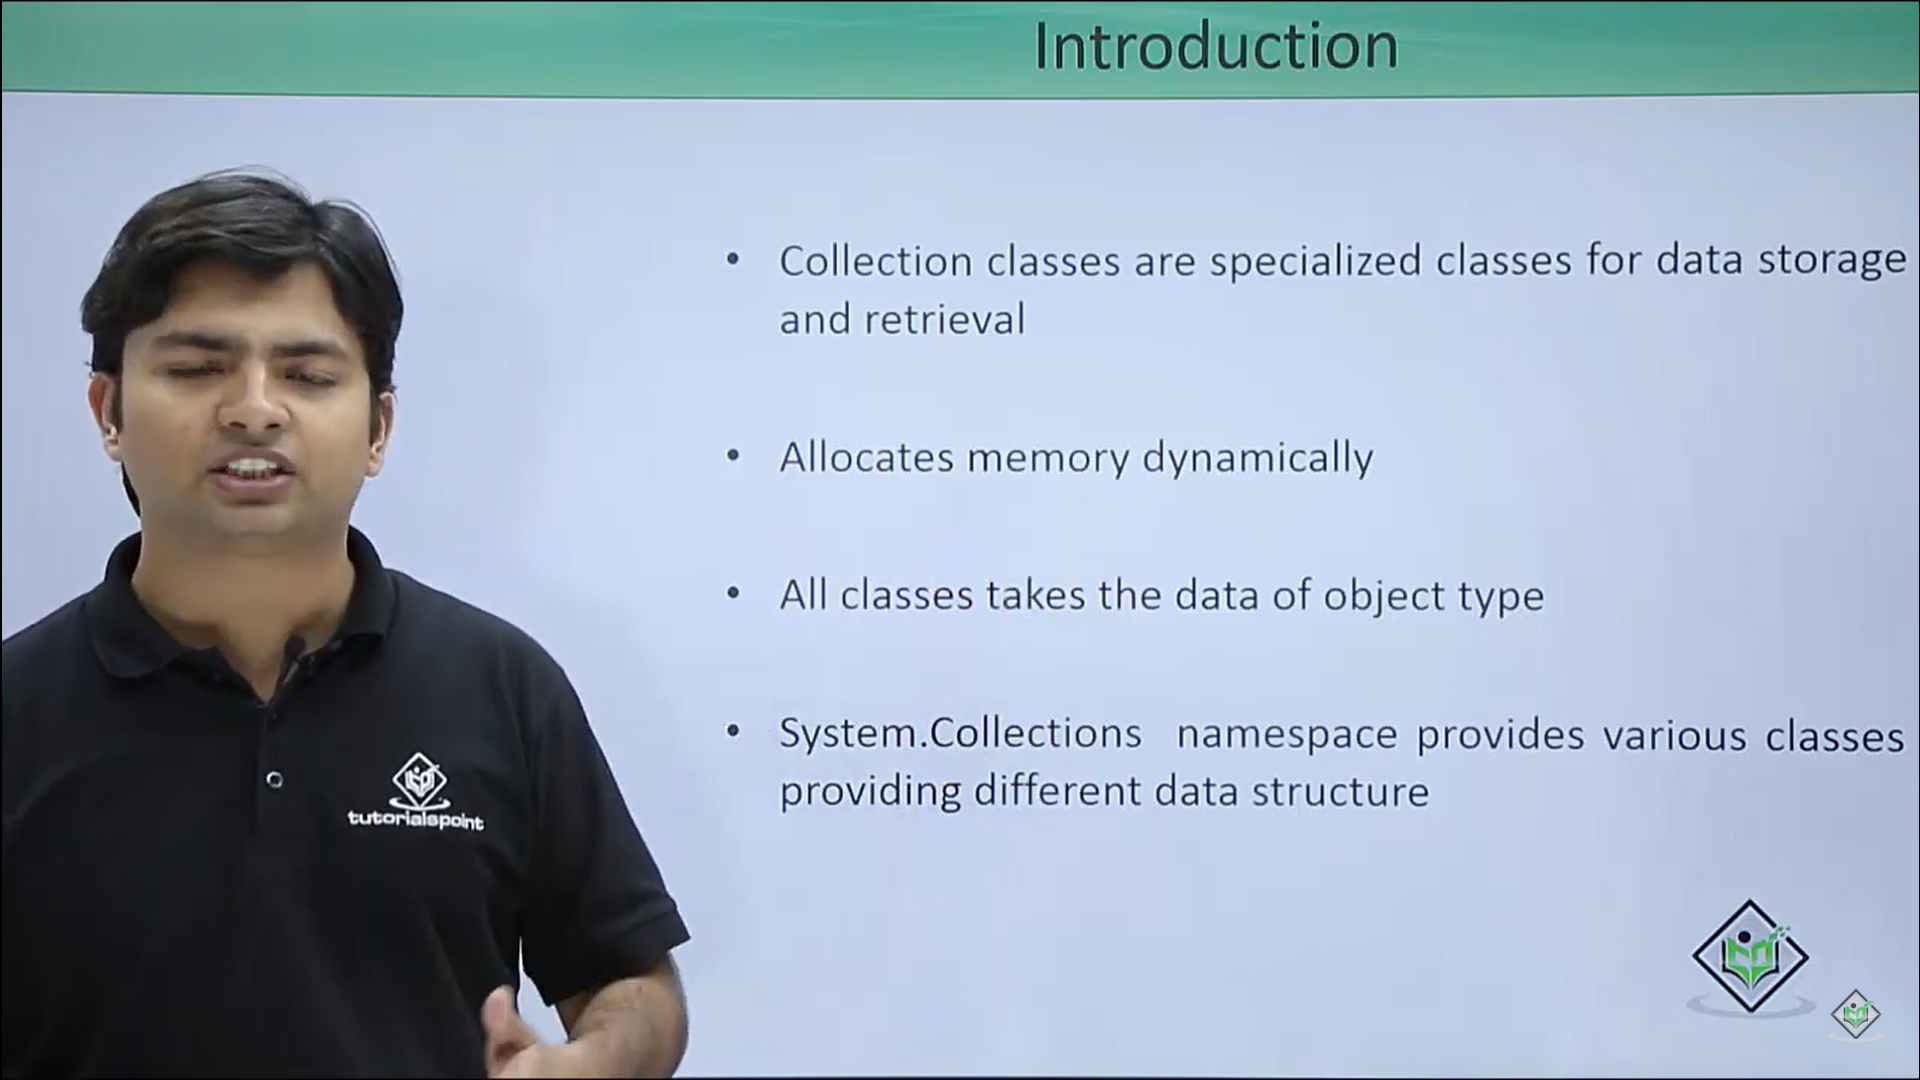 Introduction
• Collection classes are specialized classes for data storage
and retrieval
• Allocates memory dynamically
• All classes takes the data of object type
• System.Collections namespace provides various classes
providing different data structure
tutorialspoint